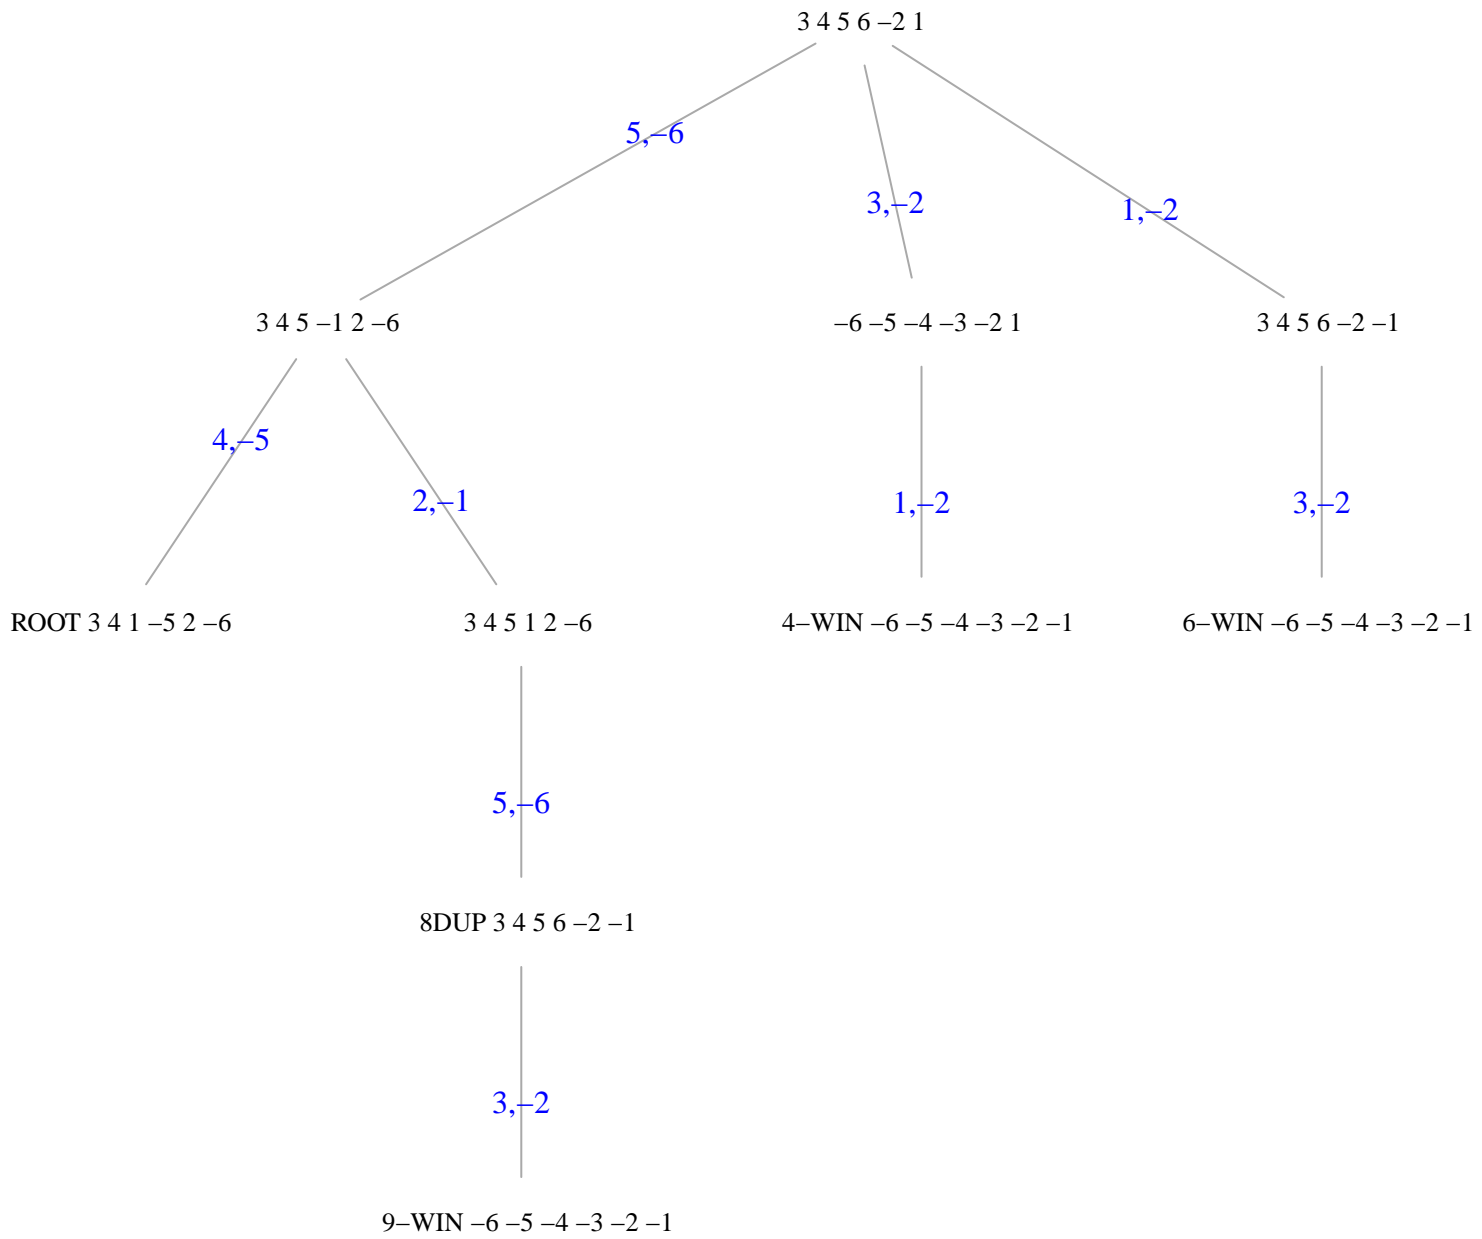 3 4 5 6 –2 1
5,–6
3,–2
1,–2
3 4 5 –1 2 –6
–6 –5 –4 –3 –2 1
3 4 5 6 –2 –1
4,–5
2,–1
1,–2
3,–2
ROOT 3 4 1 –5 2 –6
3 4 5 1 2 –6
4–WIN –6 –5 –4 –3 –2 –1
6–WIN –6 –5 –4 –3 –2 –1
5,–6
8DUP 3 4 5 6 –2 –1
3,–2
9–WIN –6 –5 –4 –3 –2 –1